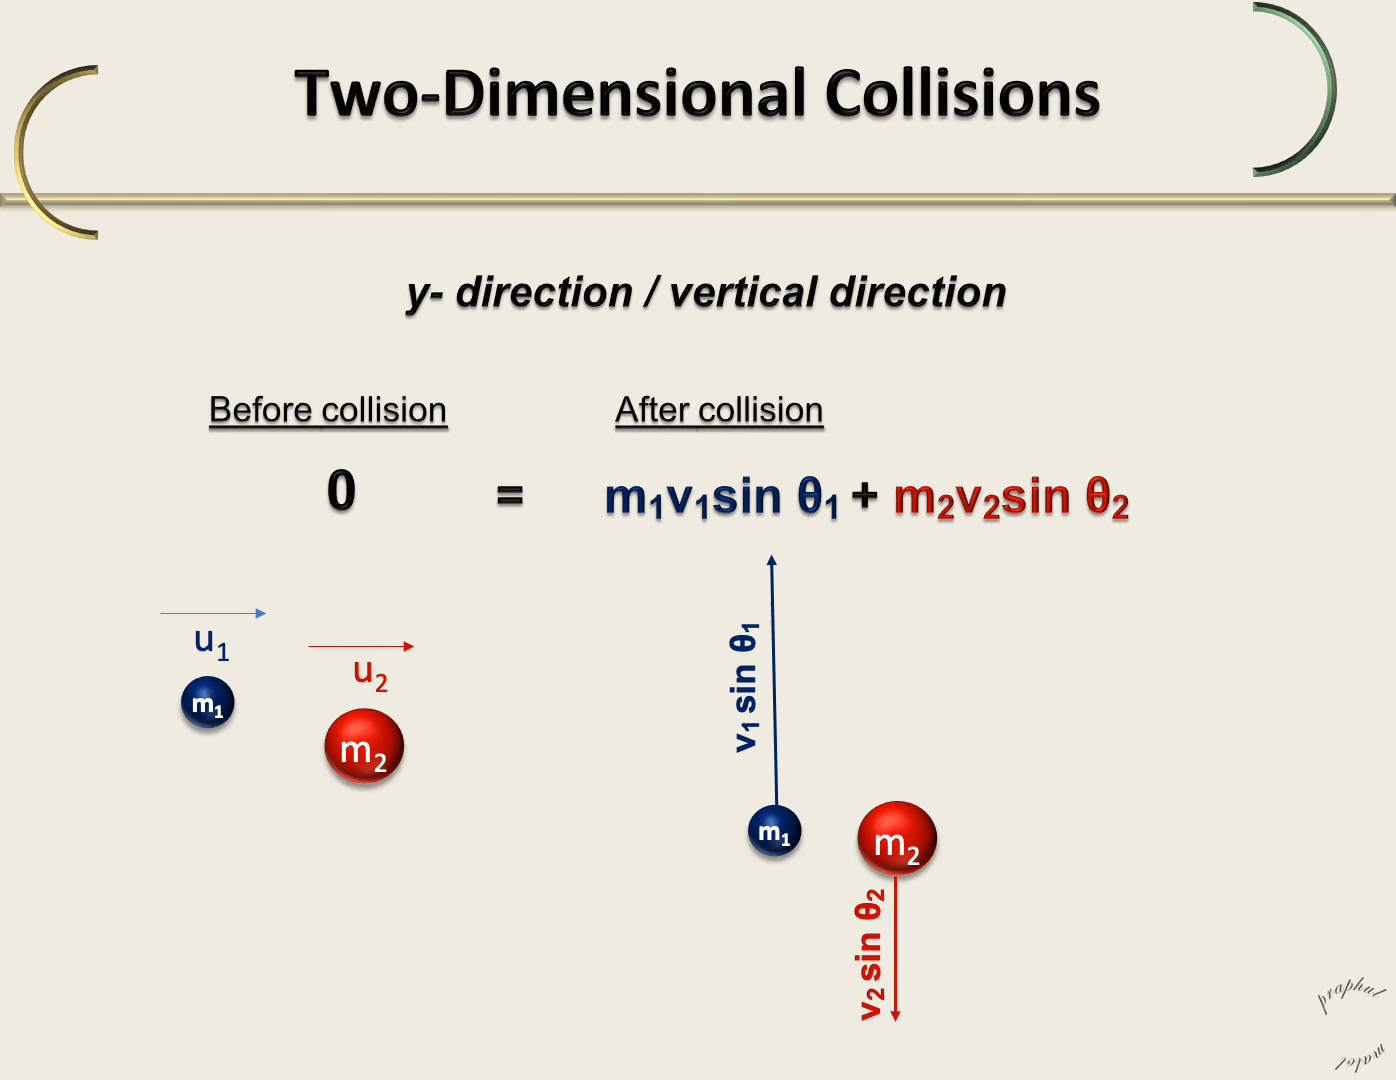 Two-Dimensional Collisions
y- direction / vertical direction
Before collision
After collision
0 = m₁v₁sin θ₁ + m₂v₂sin θ₂
u₁
u₂
m₁
m₂
v₁ sin θ₁
m₁
m₂
v₂ sin θ₂
praphul